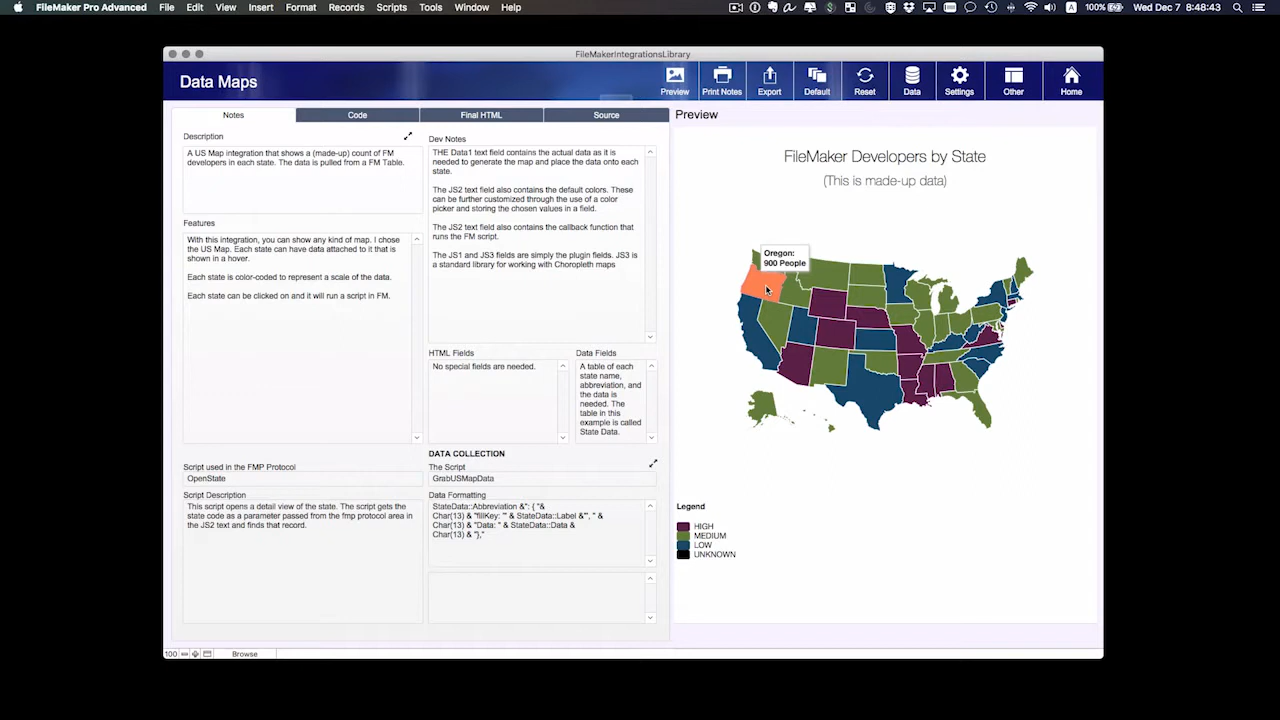 FileMaker Pro Advanced File Edit View Insert Format Records Scripts Tools Window Help
100% Wed Dec 7 8:48:43
FileMakerIntegrationsLibrary
Data Maps
Preview Print Notes Export Default Reset Data Settings Other Home
Notes Code Final HTML Source
Preview
Description
A US Map integration that shows a (made-up) count of FM
developers in each state. The data is pulled from a FM Table.
Features
With this integration, you can show any kind of map. I chose
the US Map. Each state can have data attached to it that is
shown in a hover.
Each state is color-coded to represent a scale of the data.
Each state can be clicked on and it will run a script in FM.
Dev Notes
THE Data1 text field contains the actual data as it is
needed to generate the map and place the data onto each
state.
The JS2 text field also contains the default colors. These
can be further customized through the use of a color
picker and storing the chosen values in a field.
The JS2 text field also contains the callback function that
runs the FM script.
The JS1 and JS3 fields are simply the plugin fields. JS3 is
a standard library for working with Choropleth maps
HTML Fields
No special fields are needed.
Data Fields
A table of each
state name,
abbreviation, and
the data is
needed. The
table in this
example is called
State Data.
DATA COLLECTION
Script used in the FMP Protocol
OpenState
The Script
GrabUSMapData
Script Description
This script opens a detail view of the state. The script gets the
state code as a parameter passed from the fmp protocol area in
the JS2 text and finds that record.
Data Formatting
StateData::Abbreviation &": { "&
Char(13) & "fillKey: '" & StateData::Label &"', " &
Char(13) & "Data: " & StateData::Data &
Char(13) & "},"
FileMaker Developers by State
(This is made-up data)
Oregon:
900 People
Legend
HIGH
MEDIUM
LOW
UNKNOWN
100 Browse